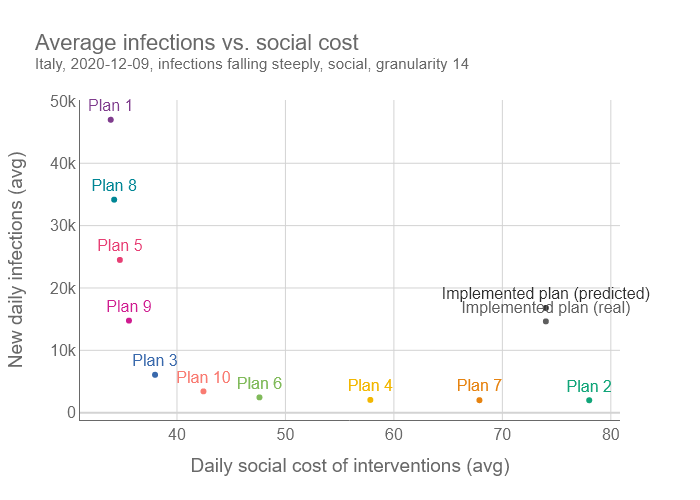 Average infections vs. social cost
Italy, 2020-12-09, infections falling steeply, social, granularity 14
New daily infections (avg)
50k
40k
30k
20k
10k
0
Plan 1
Plan 8
Plan 5
Plan 9
Plan 3
Plan 10
Plan 6
Plan 4
Plan 7
Plan 2
Implemented plan (predicted)
Implemented plan (real)
40
50
60
70
80
Daily social cost of interventions (avg)